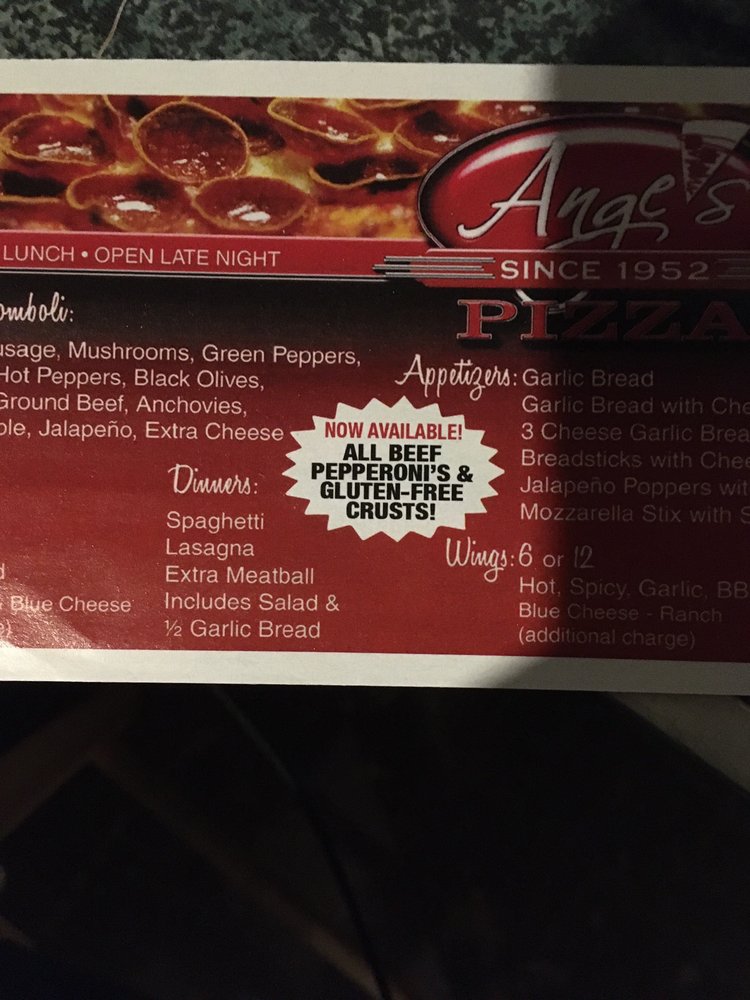 Ange's
LUNCH • OPEN LATE NIGHT
SINCE 1952
PIZZA
Mushrooms, Green Peppers,
Hot Peppers, Black Olives,
Ground Beef, Anchovies,
Jalapeño, Extra Cheese
Appetizers: Garlic Bread
Garlic Bread with
3 Cheese Garlic
Breadsticks with
Jalapeño Poppers
Mozzarella Stix with
NOW AVAILABLE!
ALL BEEF
PEPPERONI'S &
GLUTEN-FREE
CRUSTS!
Dinners:
Spaghetti
Lasagna
Extra Meatball
Includes Salad &
½ Garlic Bread
Blue Cheese
Wings: 6 or 12
Hot, Spicy, Garlic,
Blue Cheese - Ranch
(additional charge)